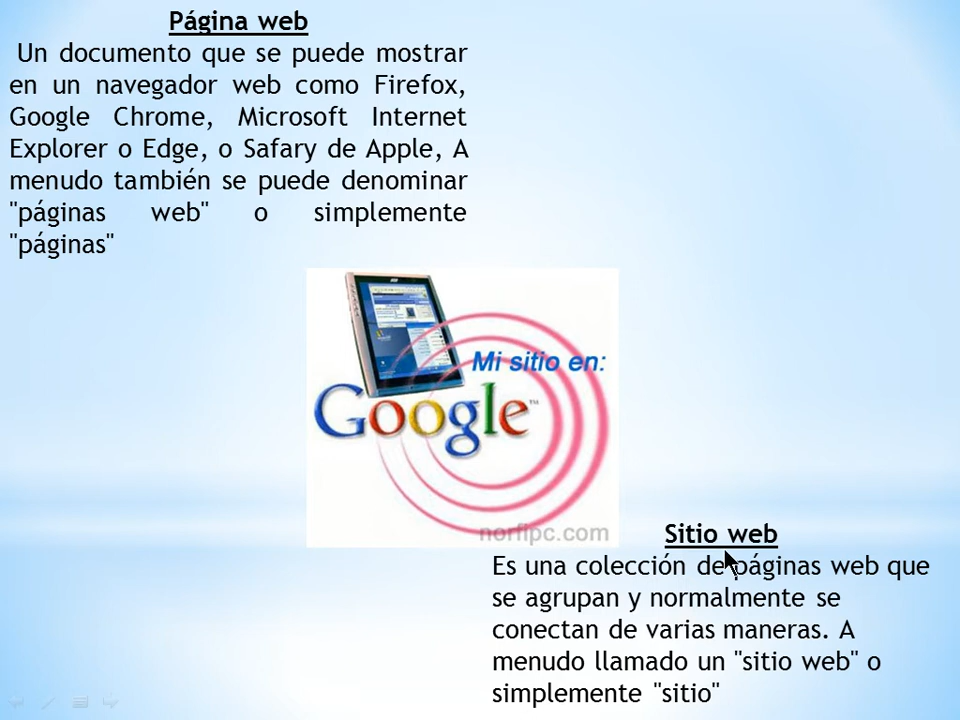 Página web
Un documento que se puede mostrar
en un navegador web como Firefox,
Google Chrome, Microsoft Internet
Explorer o Edge, o Safary de Apple, A
menudo también se puede denominar
"páginas web" o simplemente
"páginas"
Mi sitio en:
Google™
norfipc.com
Sitio web
Es una colección de páginas web que
se agrupan y normalmente se
conectan de varias maneras. A
menudo llamado un "sitio web" o
simplemente "sitio"